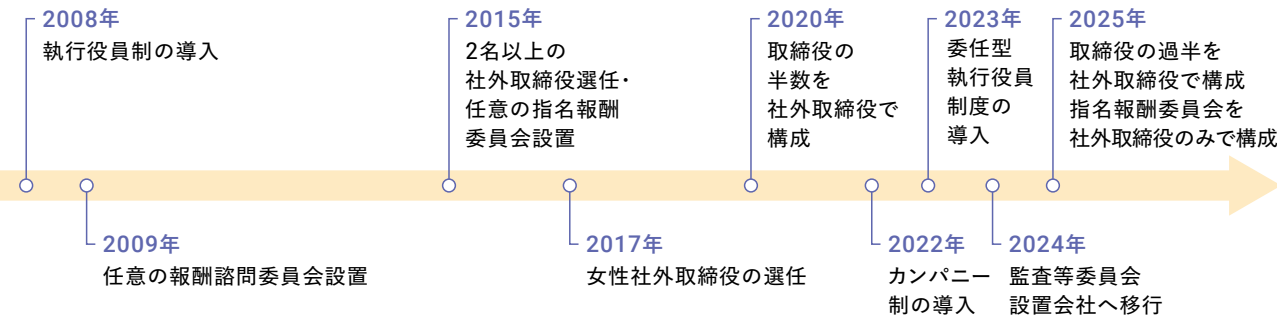 2008年
執行役員制の導入
2015年
2名以上の
社外取締役選任・
任意の指名報酬
委員会設置
2020年
取締役の
半数を
社外取締役で
構成
2023年
委任型
執行役員
制度の
導入
2025年
取締役の過半を
社外取締役で構成
指名報酬委員会を
社外取締役のみで構成
2009年
任意の報酬諮問委員会設置
2017年
女性社外取締役の選任
2022年
カンパニー
制の導入
2024年
監査等委員会
設置会社へ移行